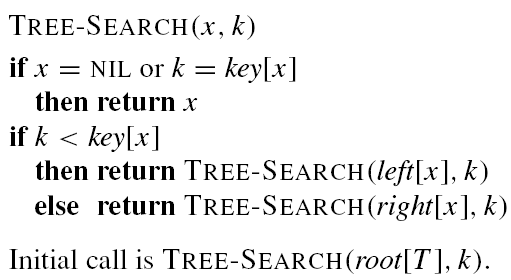 TREE-SEARCH(x, k)
if x = NIL or k = key[x]
then return x
if k < key[x]
then return TREE-SEARCH(left[x], k)
else return TREE-SEARCH(right[x], k)
Initial call is TREE-SEARCH(root[T], k).